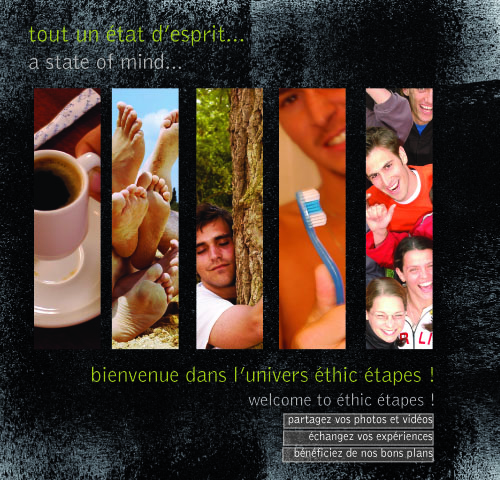 tout un état d'esprit...
a state of mind...
R LI
bienvenue dans l'univers éthic étapes !
welcome to éthic étapes !
partagez vos photos et vidéos
échangez vos expériences
bénéficiez de nos bons plans